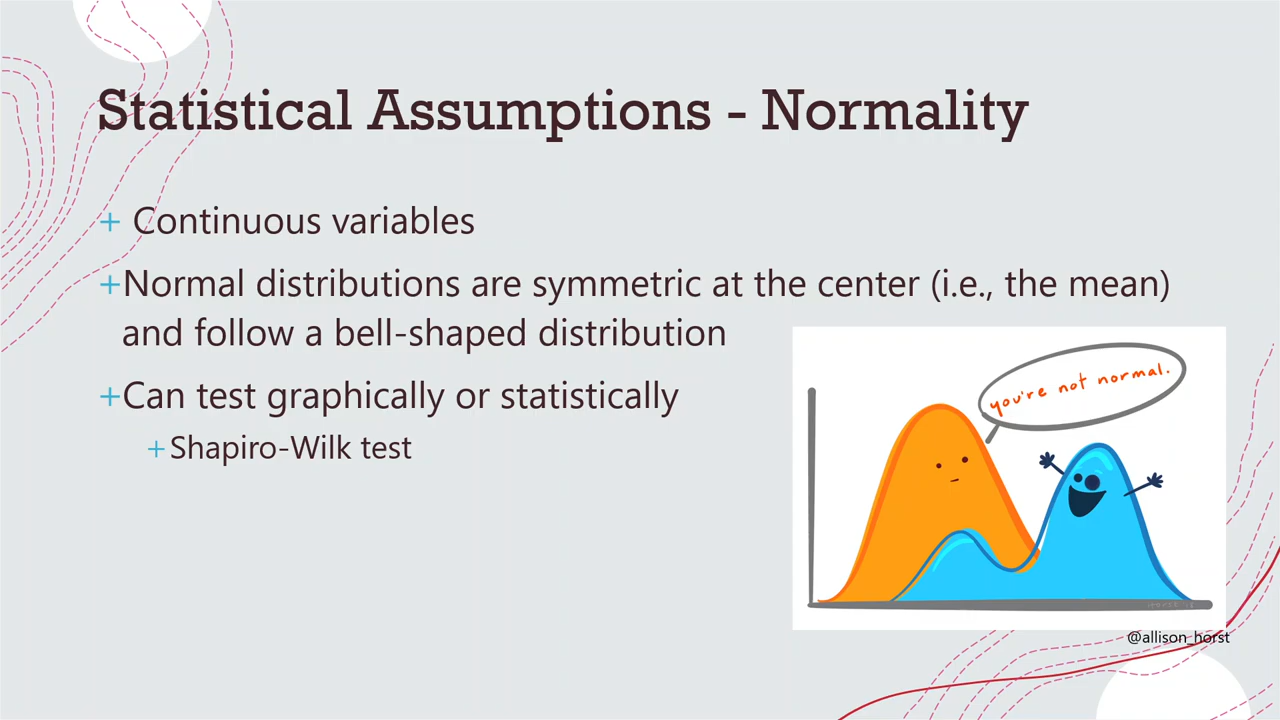 Statistical Assumptions - Normality
+ Continuous variables
+Normal distributions are symmetric at the center (i.e., the mean)
and follow a bell-shaped distribution
+Can test graphically or statistically
+Shapiro-Wilk test
you're not normal.
@allison_horst